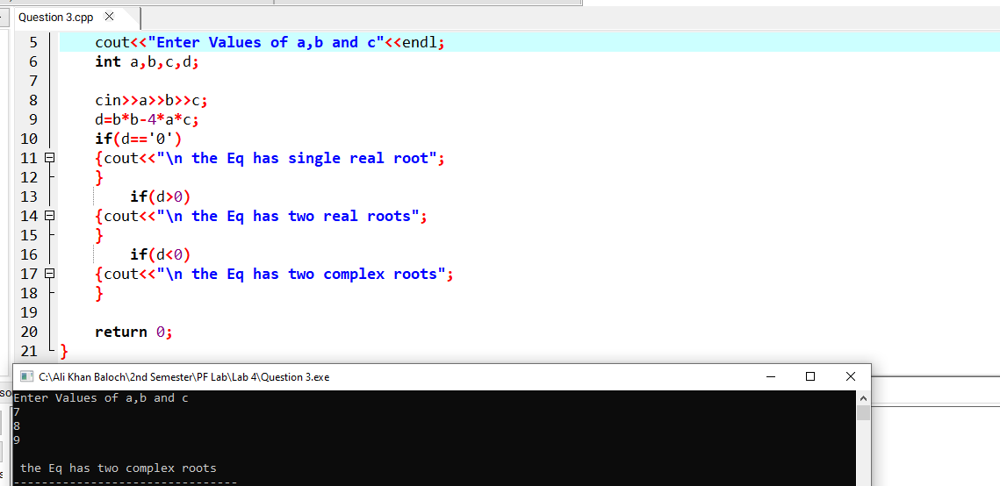 Question 3.cpp
5 cout<<"Enter Values of a,b and c"<<endl;
6 int a,b,c,d;
7
8 cin>>a>>b>>c;
9 d=b*b-4*a*c;
10 if(d=='0')
11 {cout<<"\n the Eq has single real root";
12 }
13 if(d>0)
14 {cout<<"\n the Eq has two real roots";
15 }
16 if(d<0)
17 {cout<<"\n the Eq has two complex roots";
18 }
19
20 return 0;
21 }
C:\Ali Khan Baloch\2nd Semester\PF Lab\Lab 4\Question 3.exe
Enter Values of a,b and c
7
8
9
the Eq has two complex roots
--------------------------------